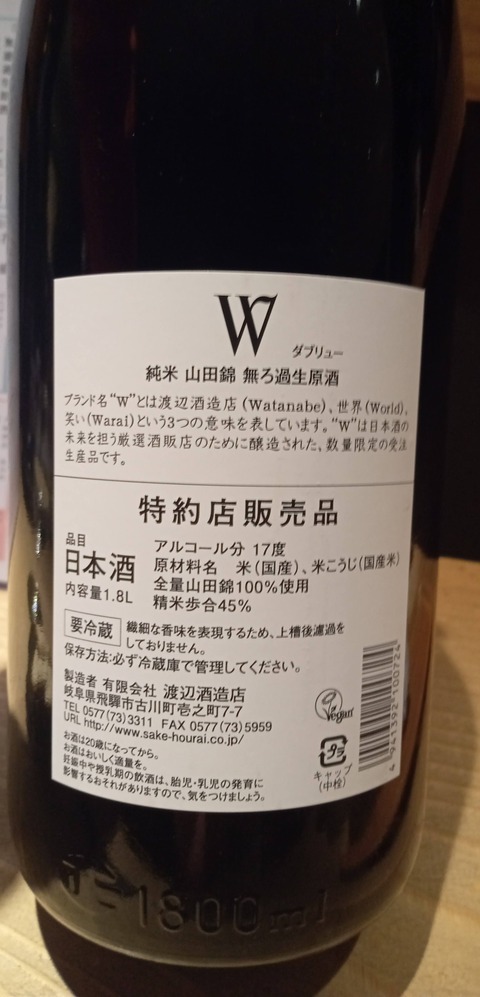 W
ダブリュー
純米 山田錦 無ろ過生原酒
ブランド名“W”とは渡辺酒造店(Watanabe)、世界(World)、
笑い(Warai)という3つの意味を表しています。“W”は日本酒の
未来を担う厳選酒販店のために醸造された、数量限定の受注
生産品です。
特約店販売品
品目
日本酒
内容量1.8L
アルコール分 17度
原材料名 米(国産)、米こうじ(国産米)
全量山田錦100%使用
精米歩合45%
要冷蔵
繊細な香味を表現するため、上槽後濾過を
しておりません。
保存方法:必ず冷蔵庫で管理してください。
製造者 有限会社 渡辺酒造店
岐阜県飛騨市古川町壱之町7-7
TEL 0577(73)3311 FAX 0577(73)5959
URL http://www.sake-hourai.co.jp/
お酒は20歳になってから。
お酒はおいしく適量を。
妊娠中や授乳期の飲酒は、胎児・乳児の発育に
影響するおそれがありますので、気をつけましょう。
Vegan
プラ
キャップ
(中栓)
4941392100724
1800ml